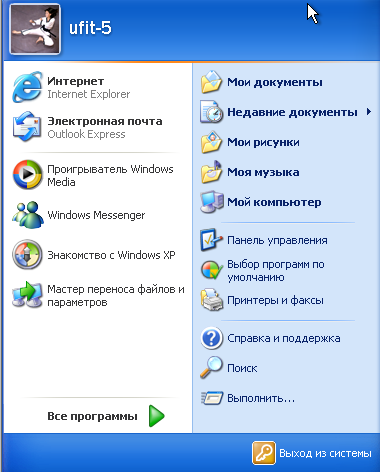 ufit-5
Интернет
Internet Explorer
Электронная почта
Outlook Express
Проигрыватель Windows
Media
Windows Messenger
Знакомство с Windows XP
Мастер переноса файлов и
параметров
Все программы
Мои документы
Недавние документы
Мои рисунки
Моя музыка
Мой компьютер
Панель управления
Выбор программ по
умолчанию
Принтеры и факсы
Справка и поддержка
Поиск
Выполнить...
Выход из системы